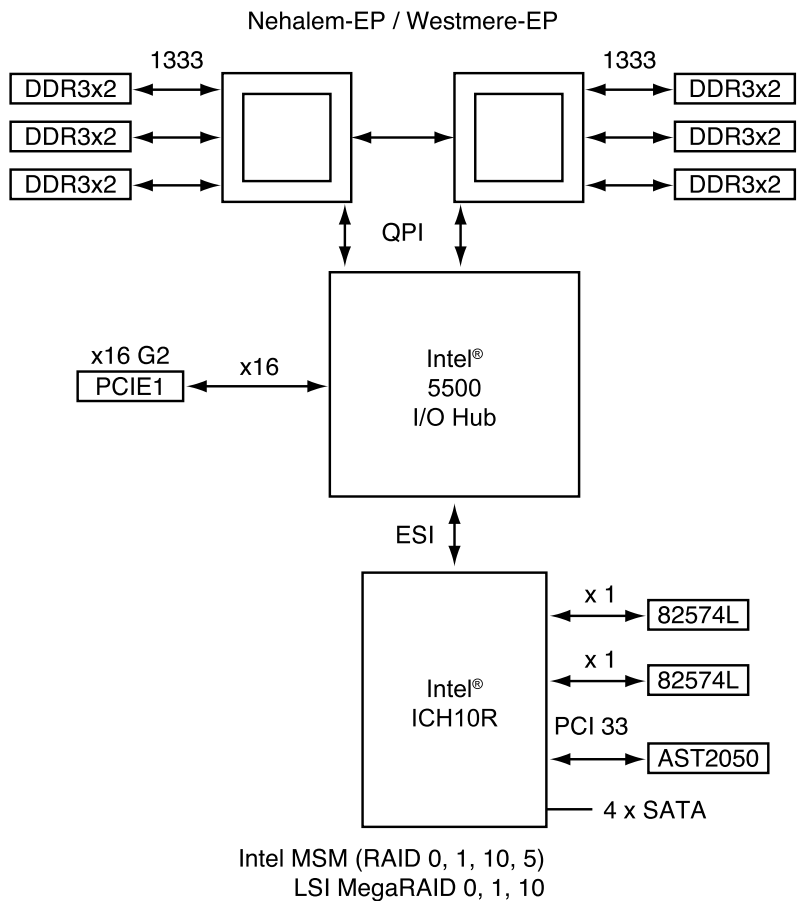 Nehalem-EP / Westmere-EP
1333
1333
DDR3x2
DDR3x2
DDR3x2
DDR3x2
DDR3x2
DDR3x2
QPI
x16 G2
PCIE1
x16
Intel®
5500
I/O Hub
ESI
Intel®
ICH10R
x 1
82574L
x 1
82574L
PCI 33
AST2050
4 x SATA
Intel MSM (RAID 0, 1, 10, 5)
LSI MegaRAID 0, 1, 10